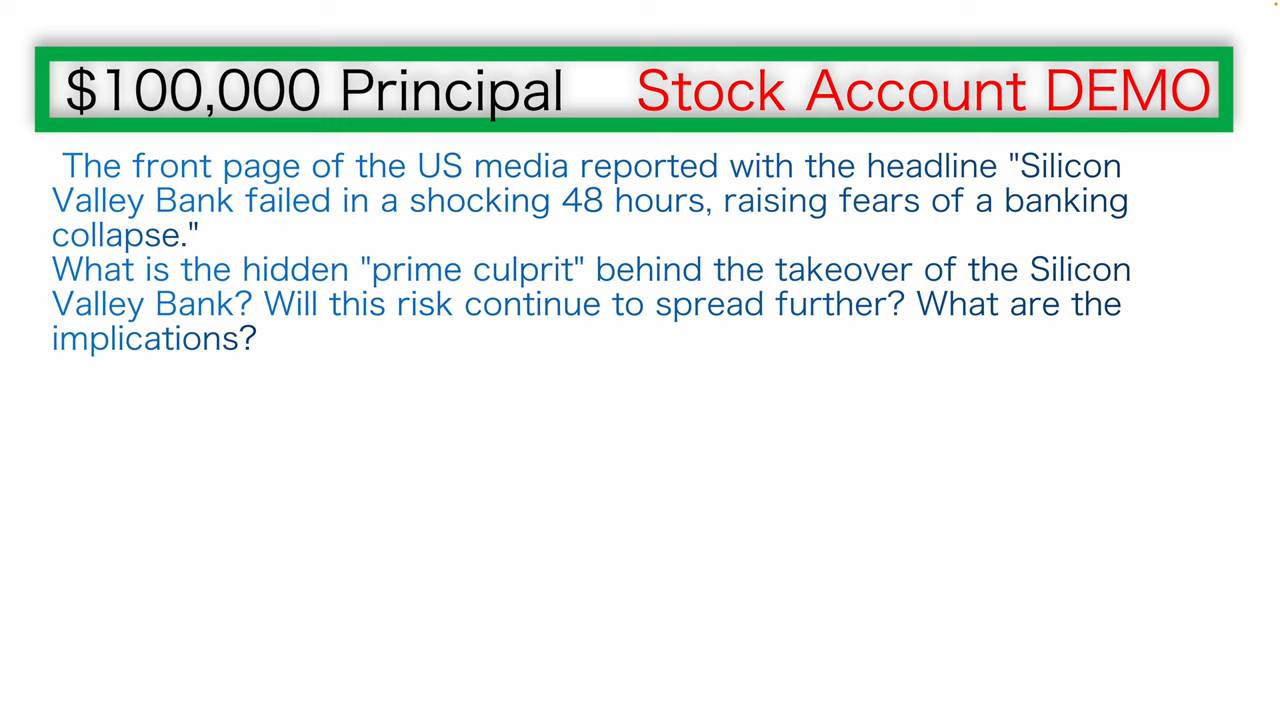 $100,000 Principal Stock Account DEMO
The front page of the US media reported with the headline "Silicon
Valley Bank failed in a shocking 48 hours, raising fears of a banking
collapse."
What is the hidden "prime culprit" behind the takeover of the Silicon
Valley Bank? Will this risk continue to spread further? What are the
implications?